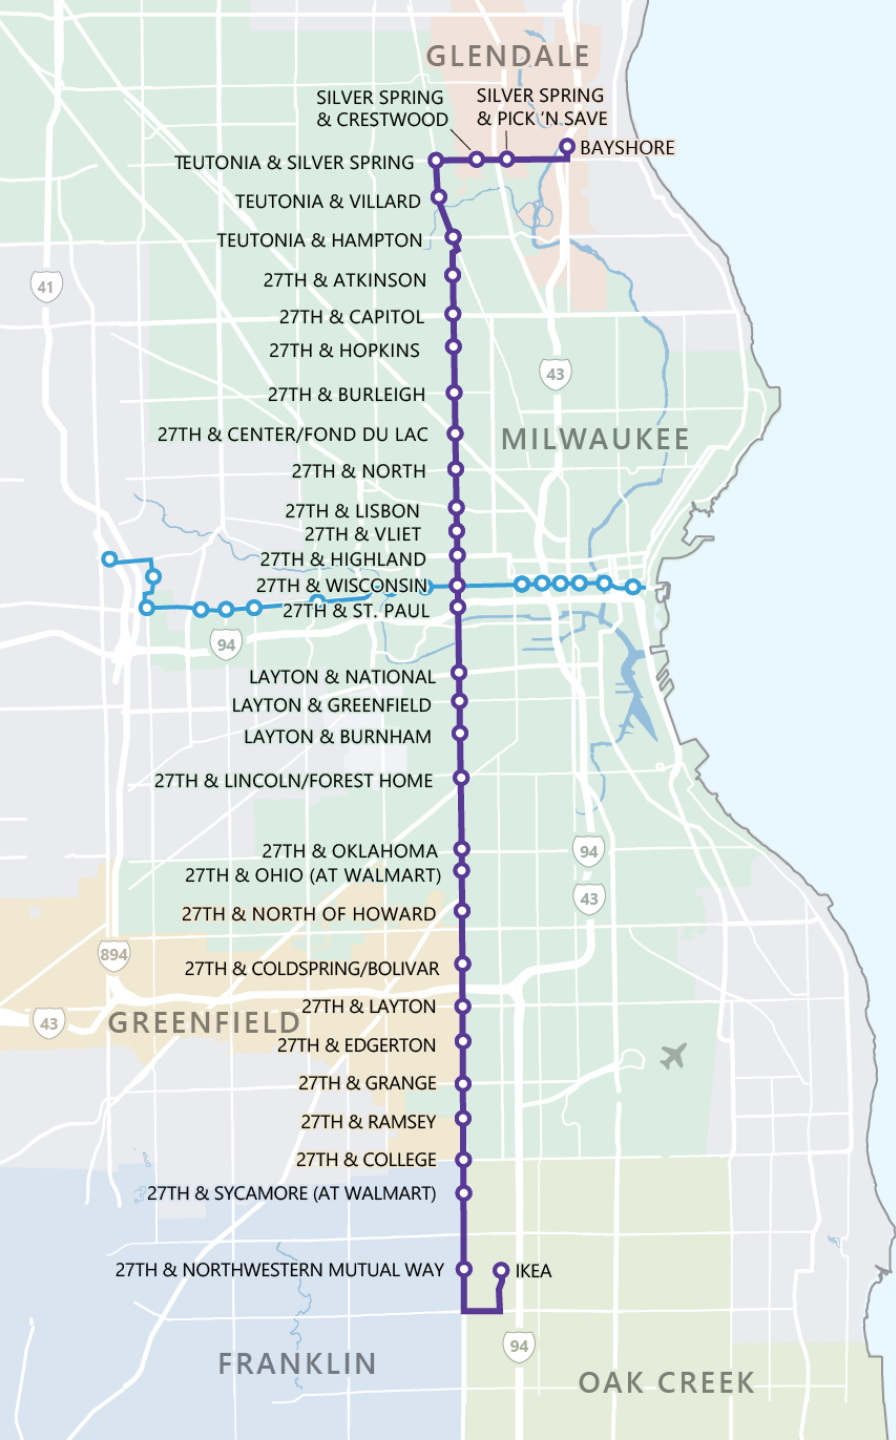 GLENDALE
SILVER SPRING
& CRESTWOOD
SILVER SPRING
& PICK ‘N SAVE
BAYSHORE
TEUTONIA & SILVER SPRING
TEUTONIA & VILLARD
TEUTONIA & HAMPTON
27TH & ATKINSON
41
27TH & CAPITOL
27TH & HOPKINS
43
27TH & BURLEIGH
27TH & CENTER/FOND DU LAC
MILWAUKEE
27TH & NORTH
27TH & LISBON
27TH & VLIET
27TH & HIGHLAND
27TH & WISCONSIN
27TH & ST. PAUL
94
LAYTON & NATIONAL
LAYTON & GREENFIELD
LAYTON & BURNHAM
27TH & LINCOLN/FOREST HOME
27TH & OKLAHOMA
94
27TH & OHIO (AT WALMART)
43
27TH & NORTH OF HOWARD
894
27TH & COLDSPRING/BOLIVAR
27TH & LAYTON
43
GREENFIELD
27TH & EDGERTON
27TH & GRANGE
27TH & RAMSEY
27TH & COLLEGE
27TH & SYCAMORE (AT WALMART)
27TH & NORTHWESTERN MUTUAL WAY
IKEA
94
FRANKLIN
OAK CREEK